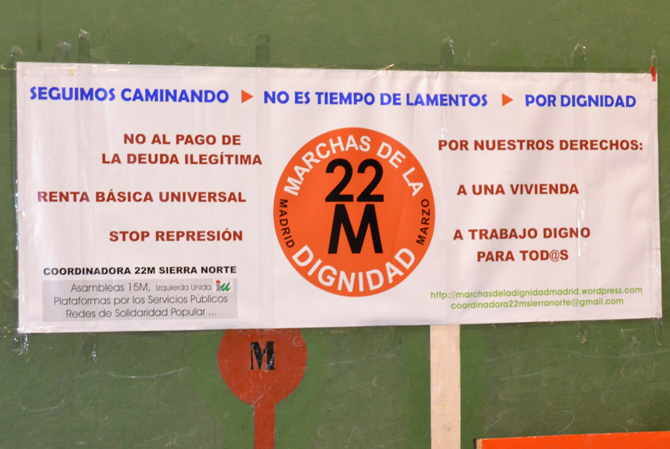 SEGUIMOS CAMINANDO ▶ NO ES TIEMPO DE LAMENTOS ▶ POR DIGNIDAD
NO AL PAGO DE
LA DEUDA ILEGÍTIMA
RENTA BÁSICA UNIVERSAL
STOP REPRESIÓN
COORDINADORA 22M SIERRA NORTE
Asambleas 15M, Izquierda Unida iu
Plataformas por los Servicios Públicos
Redes de Solidaridad Popular ...
MARCHAS DE LA
22
M
MADRID
MARZO
DIGNIDAD
POR NUESTROS DERECHOS:
A UNA VIVIENDA
A TRABAJO DIGNO
PARA TOD@S
http://marchasdeladignidadmadrid.wordpress.com
coordinadora22msierranorte@gmail.com
M